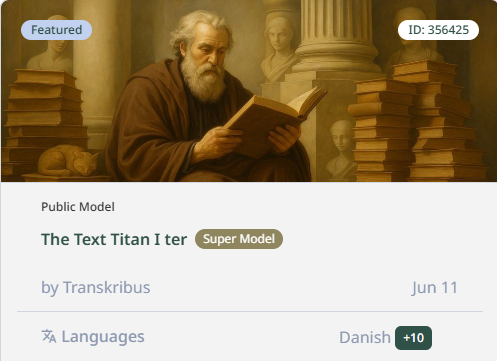 Featured
ID: 356425
Public Model
The Text Titan I ter
Super Model
by Transkribus
Jun 11
Languages
Danish
+10